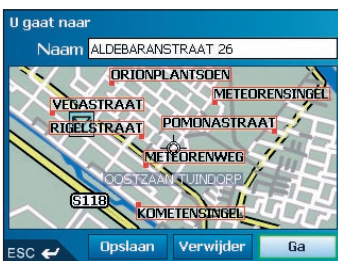 U gaat naar
Naam ALDEBARANSTRAAT 26
ORIONPLANTSOEN
METEORENSINGEL
VEGASTRAAT
RIGELSTRAAT POMONASTRAAT
METEORENWEG
OOSTZAAN TUINDORP
S118
KOMETENSINGEL
ESC Opslaan Verwijder Ga